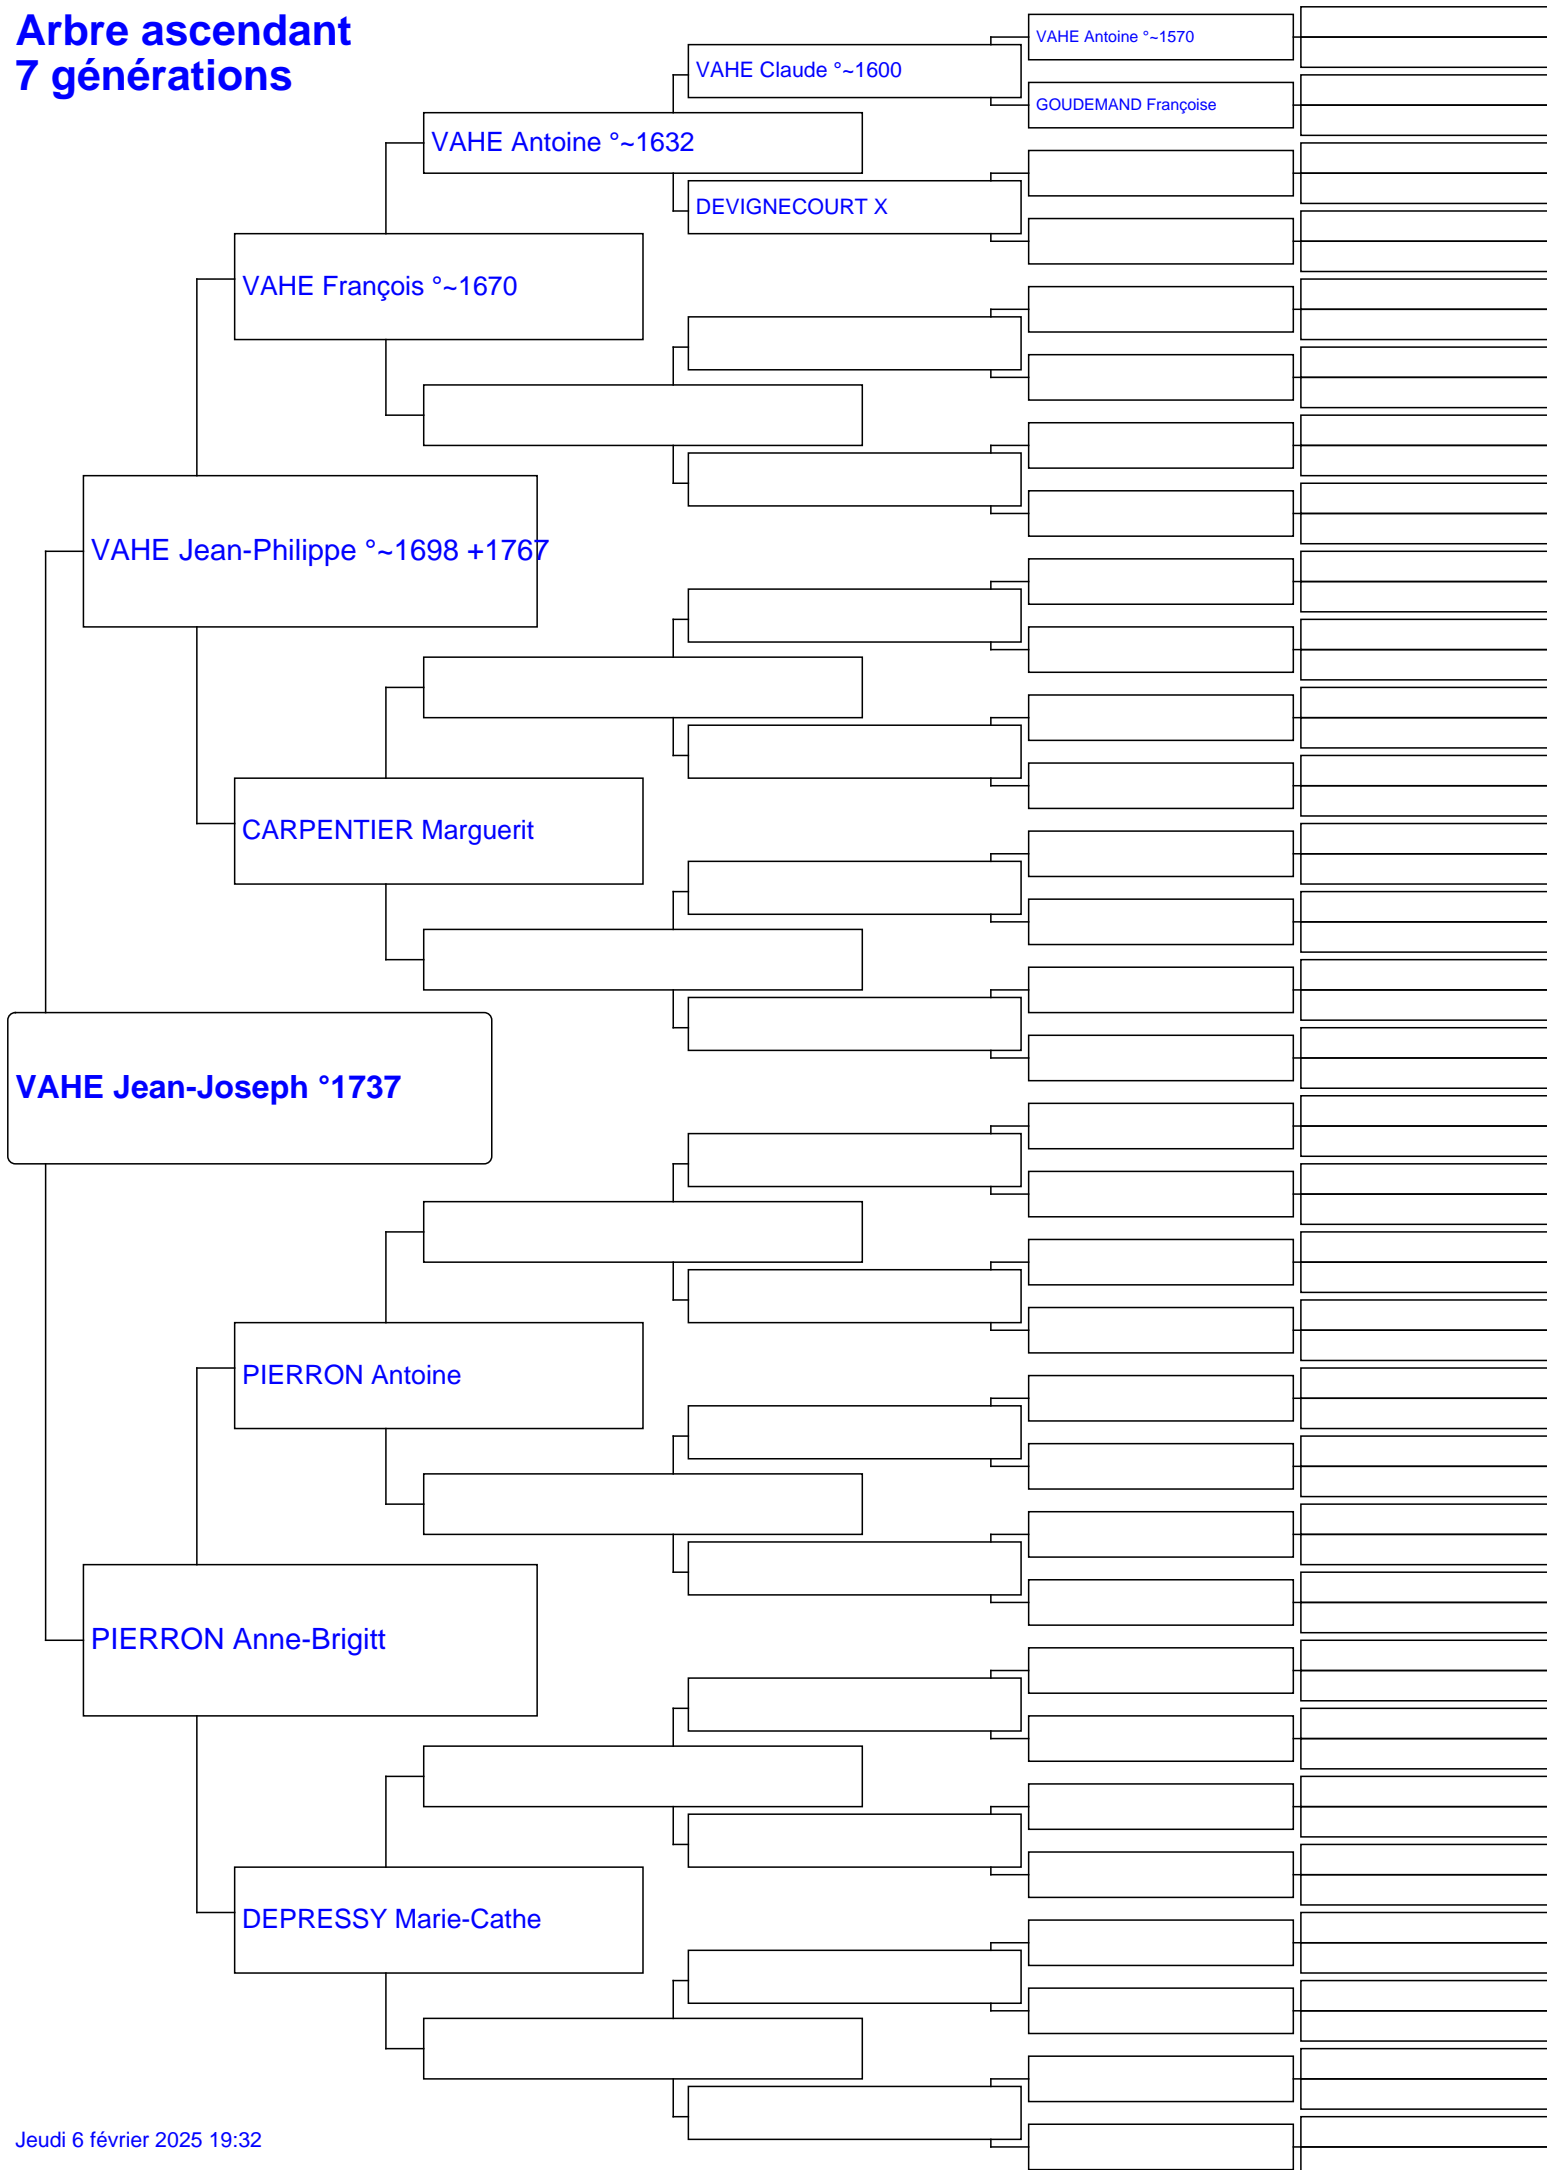 Arbre ascendant
7 générations
VAHE Antoine °~1570
VAHE Claude °~1600
GOUDEMAND Françoise
VAHE Antoine °~1632
DEVIGNECOURT X
VAHE François °~1670
VAHE Jean-Philippe °~1698 +1767
CARPENTIER Marguerit
VAHE Jean-Joseph °1737
PIERRON Antoine
PIERRON Anne-Brigitt
DEPRESSY Marie-Cathe
Jeudi 6 février 2025 19:32